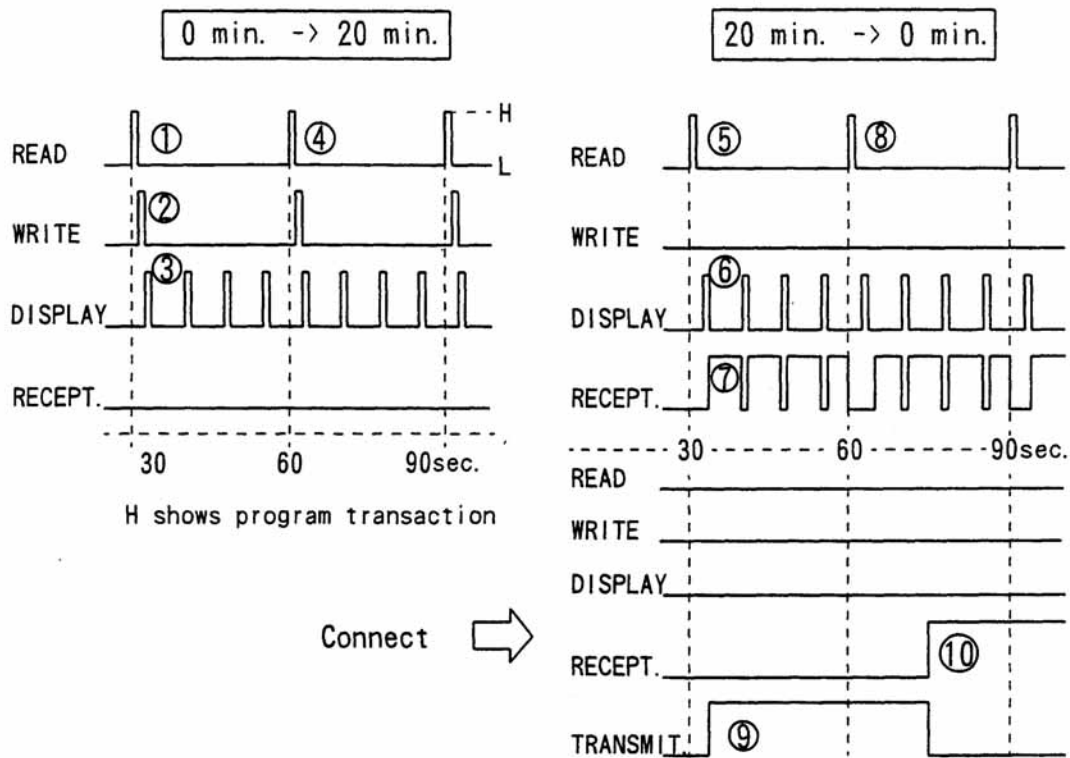 0 min. -> 20 min.
① ④ H
READ L
②
WRITE
③
DISPLAY
RECEPT.
30 60 90sec.
H shows program transaction
Connect
20 min. -> 0 min.
⑤ ⑧
READ
WRITE
⑥
DISPLAY
⑦
RECEPT.
30 60 90sec.
READ
WRITE
DISPLAY
RECEPT. ⑩
TRANSMIT. ⑨